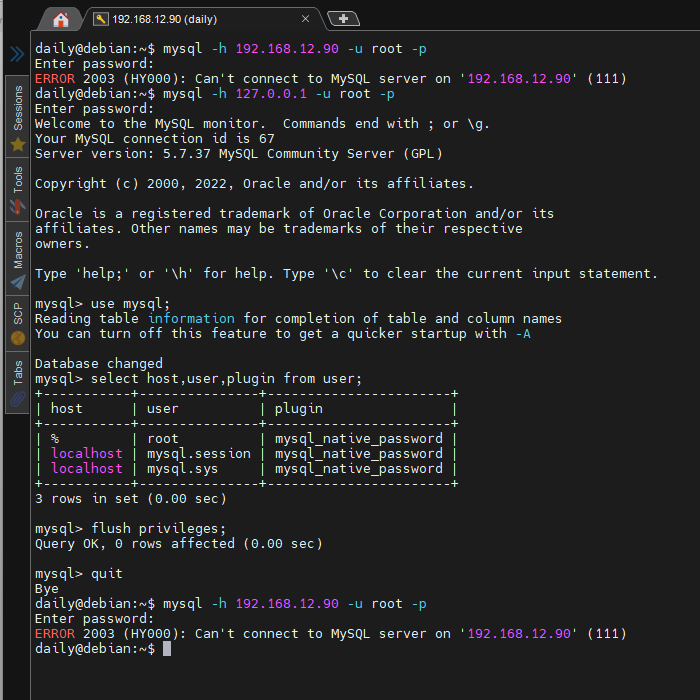 192.168.12.90 (daily)
Sessions
Tools
Macros
SCP
Tabs
daily@debian:~$ mysql -h 192.168.12.90 -u root -p
Enter password:
ERROR 2003 (HY000): Can't connect to MySQL server on '192.168.12.90' (111)
daily@debian:~$ mysql -h 127.0.0.1 -u root -p
Enter password:
Welcome to the MySQL monitor.  Commands end with ; or \g.
Your MySQL connection id is 67
Server version: 5.7.37 MySQL Community Server (GPL)

Copyright (c) 2000, 2022, Oracle and/or its affiliates.

Oracle is a registered trademark of Oracle Corporation and/or its
affiliates. Other names may be trademarks of their respective
owners.

Type 'help;' or '\h' for help. Type '\c' to clear the current input statement.

mysql> use mysql;
Reading table information for completion of table and column names
You can turn off this feature to get a quicker startup with -A

Database changed
mysql> select host,user,plugin from user;
+-----------+---------------+-----------------------+
| host      | user          | plugin                |
+-----------+---------------+-----------------------+
| %         | root          | mysql_native_password |
| localhost | mysql.session | mysql_native_password |
| localhost | mysql.sys     | mysql_native_password |
+-----------+---------------+-----------------------+
3 rows in set (0.00 sec)

mysql> flush privileges;
Query OK, 0 rows affected (0.00 sec)

mysql> quit
Bye
daily@debian:~$ mysql -h 192.168.12.90 -u root -p
Enter password:
ERROR 2003 (HY000): Can't connect to MySQL server on '192.168.12.90' (111)
daily@debian:~$